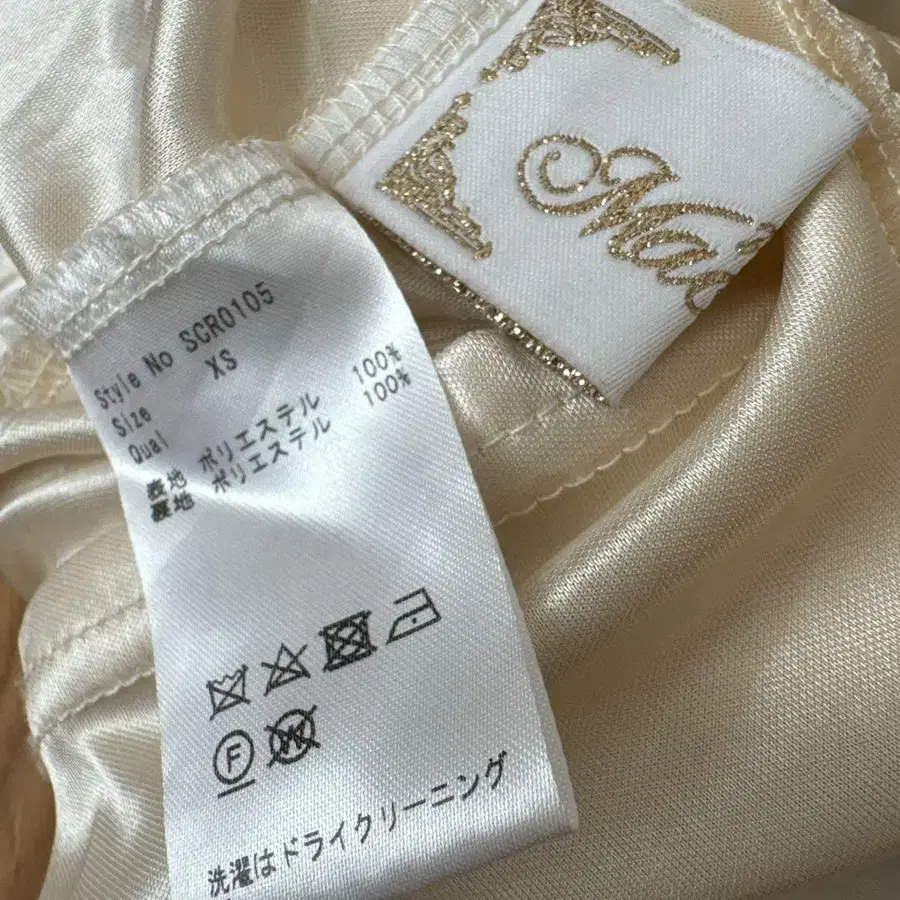 Style No SCR0105
Size XS
Qual
表地 ポリエステル 100%
裏地 ポリエステル 100%
F
W
洗濯はドライクリーニング